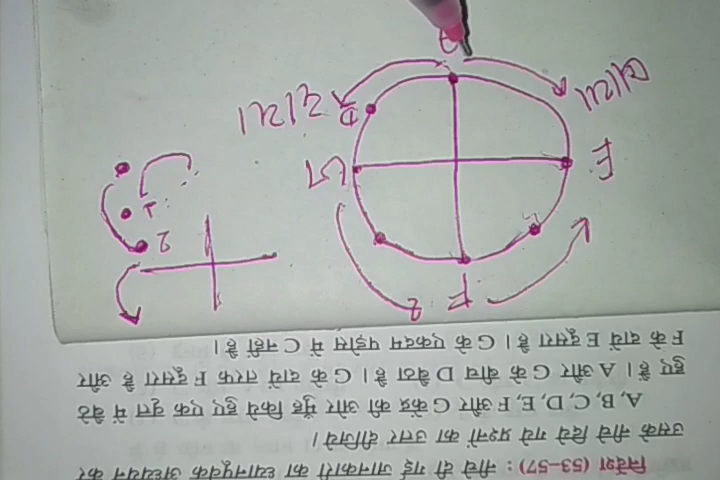 निर्देश (53-57) : नीचे दी गई जानकारी का ध्यानपूर्वक अध्ययन कर
उसके नीचे दिये गये प्रश्नों का उत्तर दीजिये।
A, B, C, D, E, F और G केंद्र की ओर मुँह किये हुए एक वृत में बैठे
हुए हैं। A और G के बीच D बैठा है। G के बायें तरफ F दूसरा है और
F के बायें E दूसरा है। G के एकदम पड़ोस में C नहीं है।
F
2
E
D
दायां
बायां
2
1